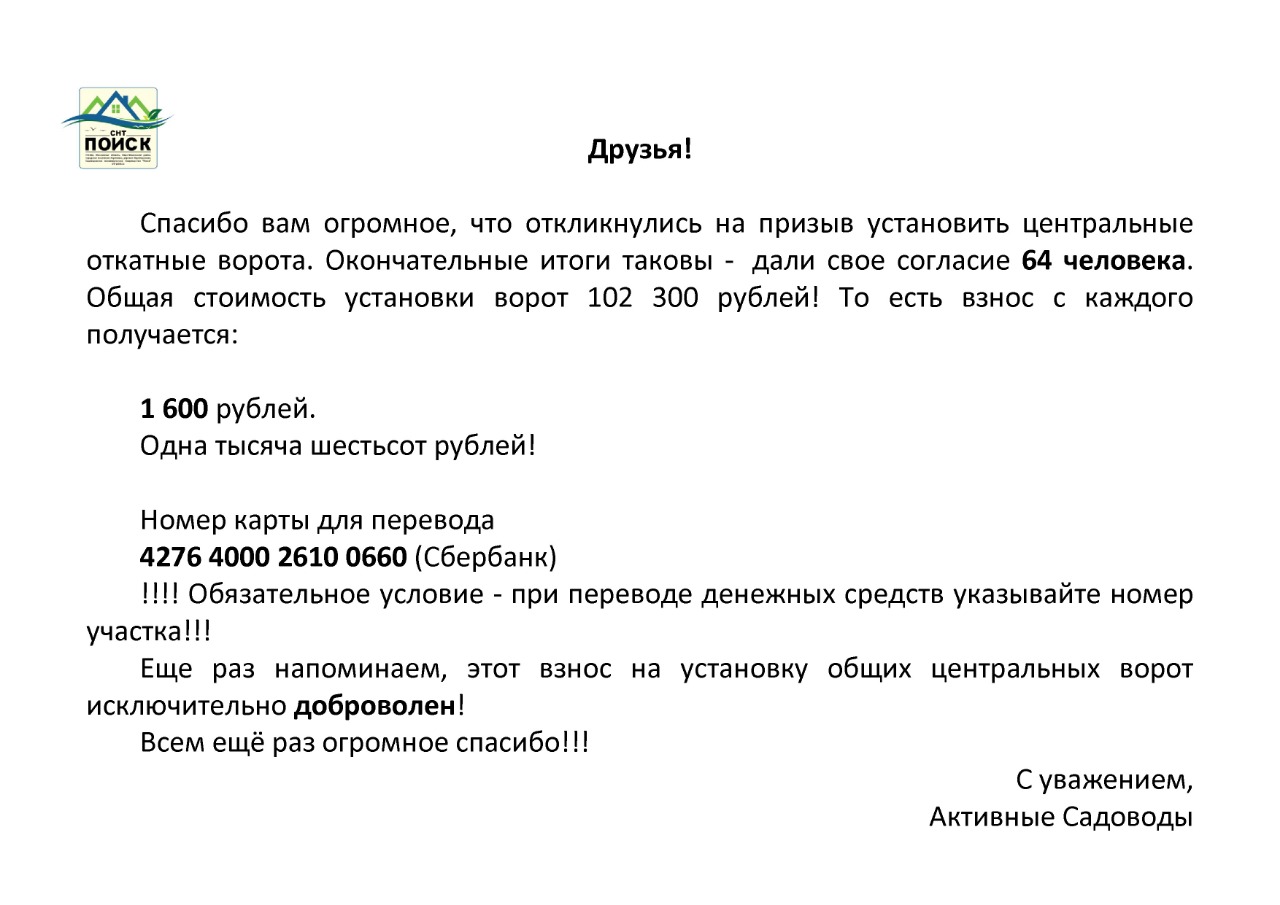 СНТ
ПОИСК
Друзья!
Спасибо вам огромное, что откликнулись на призыв установить центральные
откатные ворота. Окончательные итоги таковы - дали свое согласие 64 человека.
Общая стоимость установки ворот 102 300 рублей! То есть взнос с каждого
получается:
1 600 рублей.
Одна тысяча шестьсот рублей!
Номер карты для перевода
4276 4000 2610 0660 (Сбербанк)
!!!! Обязательное условие - при переводе денежных средств указывайте номер
участка!!!
Еще раз напоминаем, этот взнос на установку общих центральных ворот
исключительно доброволен!
Всем ещё раз огромное спасибо!!!
С уважением,
Активные Садоводы